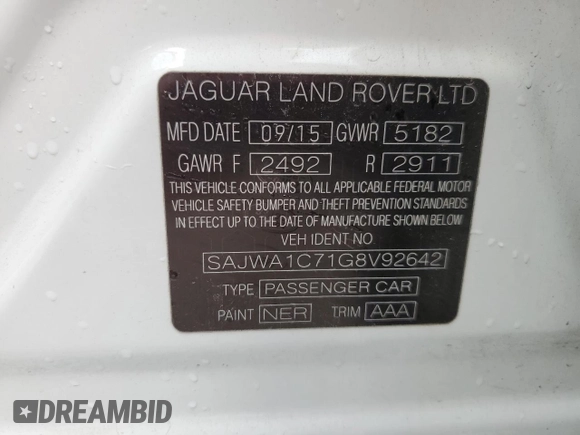 JAGUAR LAND ROVER LTD
MFD DATE 09/15 GVWR 5182
GAWR F 2492 R 2911
THIS VEHICLE CONFORMS TO ALL APPLICABLE FEDERAL MOTOR
VEHICLE SAFETY BUMPER AND THEFT PREVENTION STANDARDS
IN EFFECT UP TO THE DATE OF MANUFACTURE SHOWN BELOW
VEH IDENT NO
SAJWA1C71G8V92642
TYPE PASSENGER CAR
PAINT NER TRIM AAA
DREAMBID